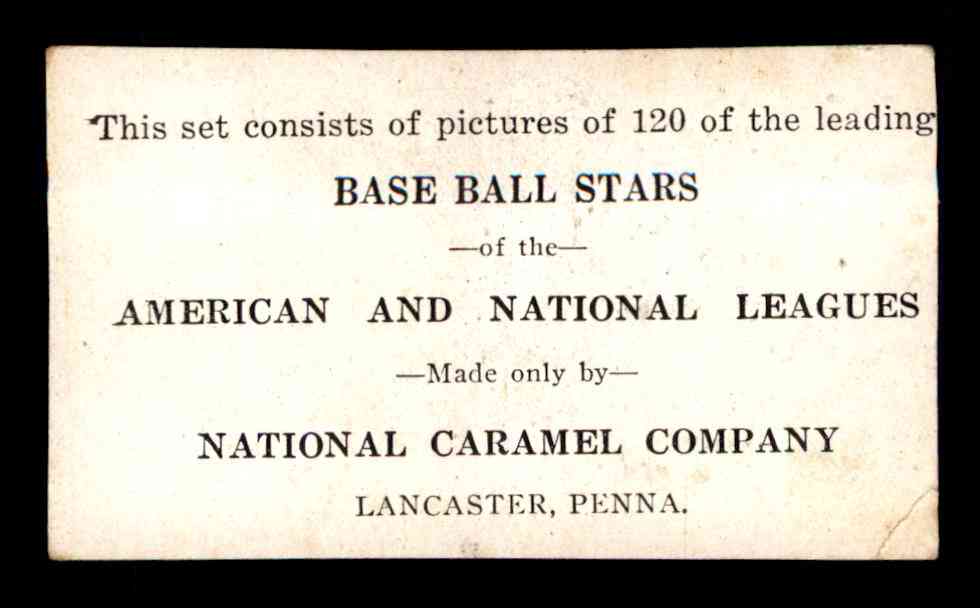 This set consists of pictures of 120 of the leading
BASE BALL STARS
—of the—
AMERICAN AND NATIONAL LEAGUES
—Made only by—
NATIONAL CARAMEL COMPANY
LANCASTER, PENNA.